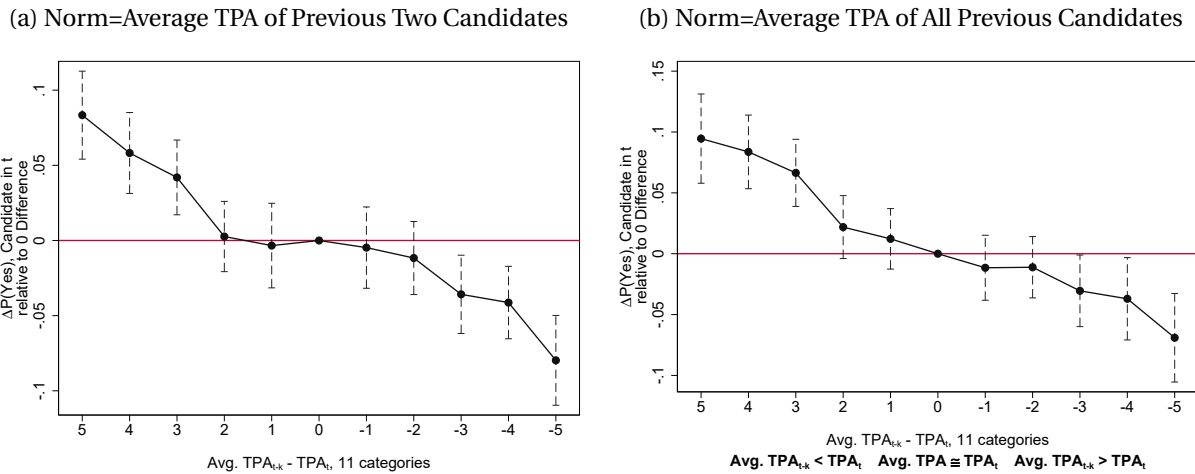 (a) Norm=Average TPA of Previous Two Candidates
ΔP(Yes), Candidate in t
relative to 0 Difference
.1
.05
0
-.05
-.1
5 4 3 2 1 0 -1 -2 -3 -4 -5
Avg. TPAt-k - TPAt, 11 categories
(b) Norm=Average TPA of All Previous Candidates
ΔP(Yes), Candidate in t
relative to 0 Difference
.15
.1
.05
0
-.05
-.1
5 4 3 2 1 0 -1 -2 -3 -4 -5
Avg. TPAt-k - TPAt, 11 categories
Avg. TPAt-k < TPAt Avg. TPA ≅ TPAt Avg. TPAt-k > TPAt